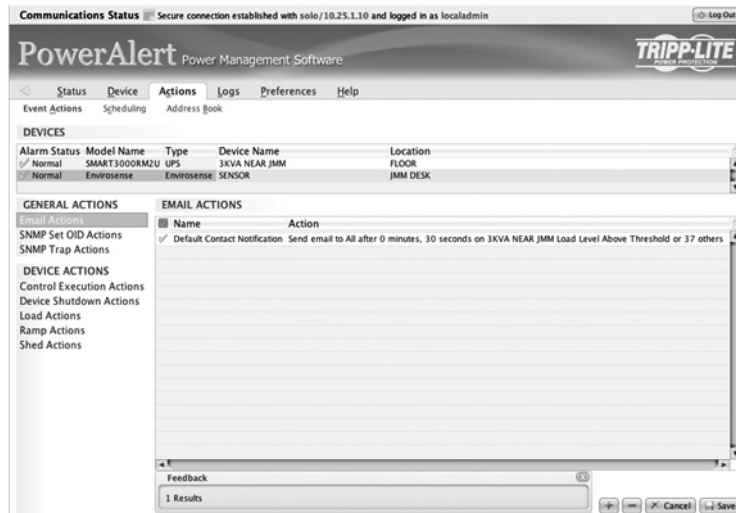 Communications Status Secure connection established with solo/10.25.1.10 and logged in as localadmin Log Out
PowerAlert Power Management Software
TRIPP·LITE
POWER PROTECTION
Status Device Actions Logs Preferences Help
Event Actions Scheduling Address Book
DEVICES
Alarm Status Model Name Type Device Name Location
Normal SMART3000RM2U UPS 3KVA NEAR JMM FLOOR
Normal Envirosense Envirosense SENSOR JMM DESK
GENERAL ACTIONS
Email Actions
SNMP Set OID Actions
SNMP Trap Actions
DEVICE ACTIONS
Control Execution Actions
Device Shutdown Actions
Load Actions
Ramp Actions
Shed Actions
EMAIL ACTIONS
Name Action
Default Contact Notification Send email to All after 0 minutes, 30 seconds on 3KVA NEAR JMM Load Level Above Threshold or 37 others
Feedback
1 Results
Cancel Save